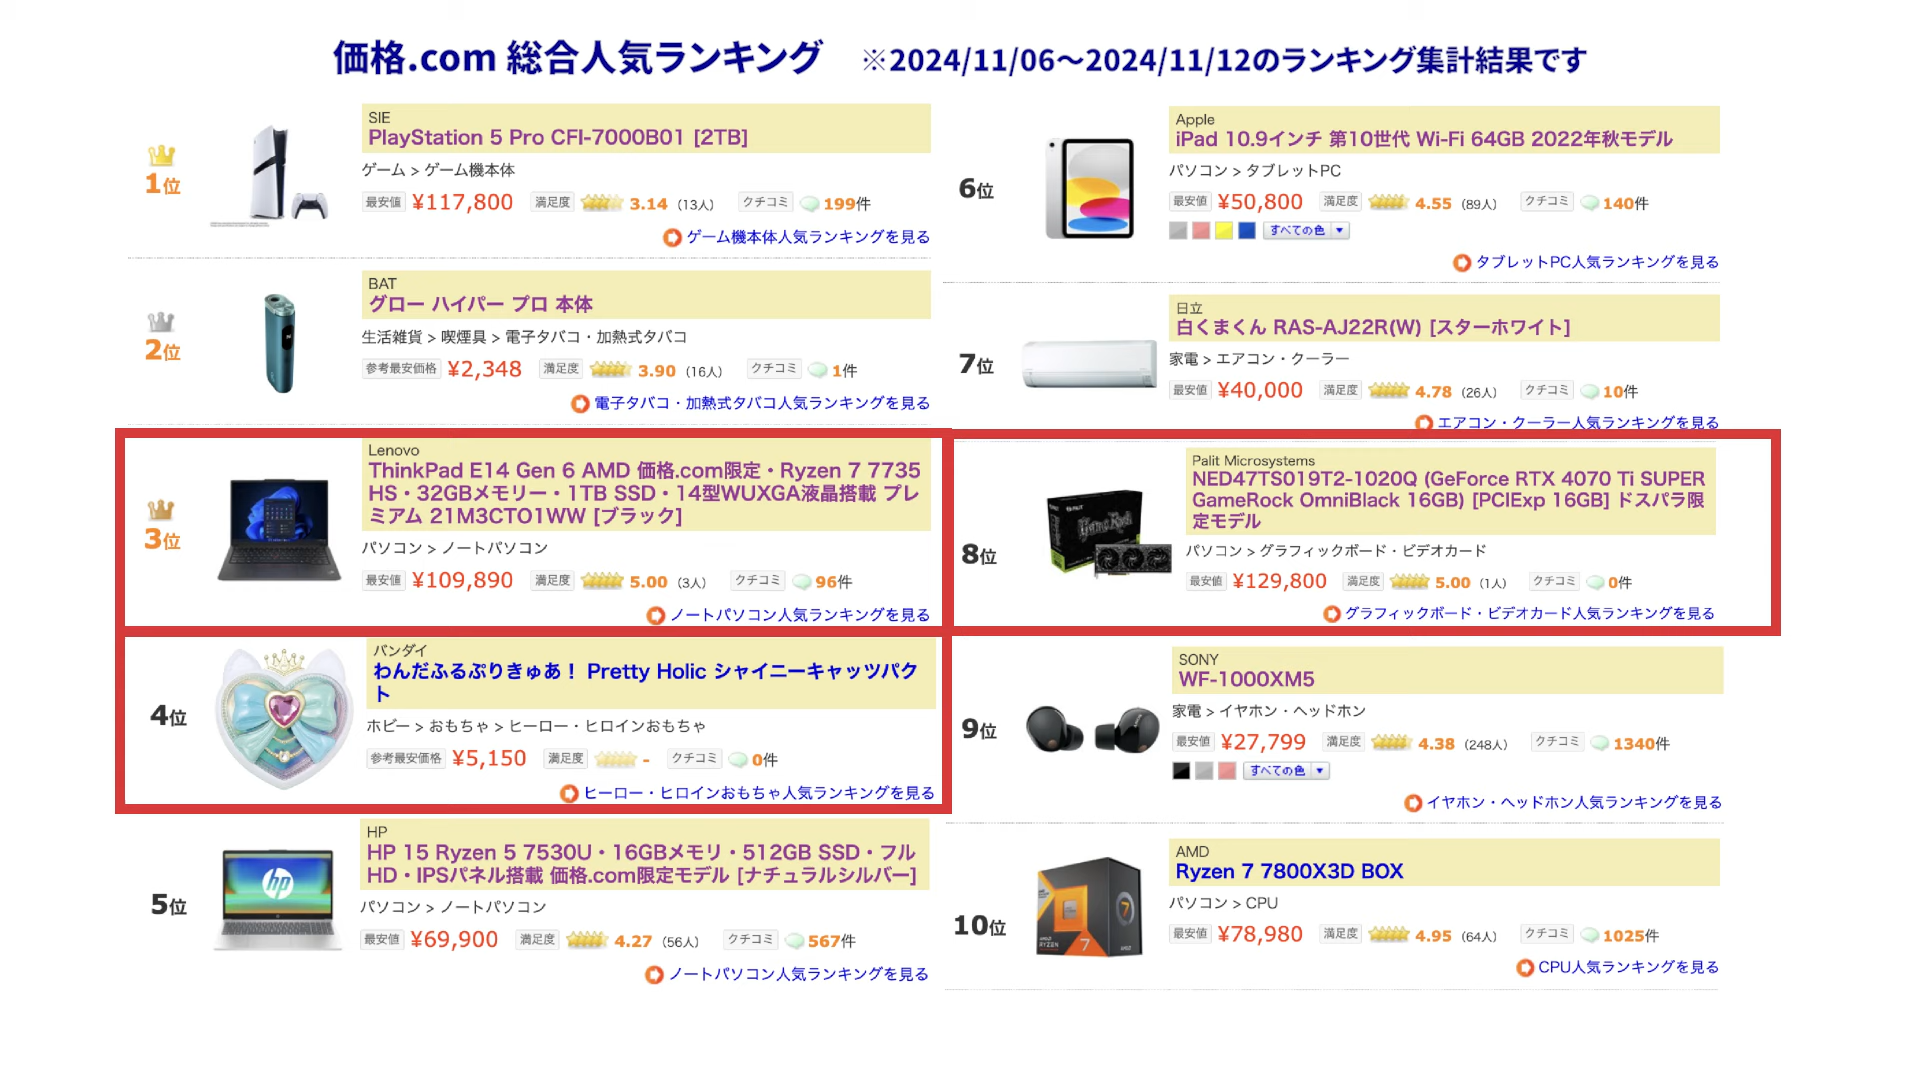 価格.com 総合人気ランキング ※2024/11/06～2024/11/12のランキング集計結果です
1位
SIE
PlayStation 5 Pro CFI-7000B01 [2TB]
ゲーム > ゲーム機本体
最安値 ¥117,800 満足度 3.14 (13人) クチコミ 199件
ゲーム機本体人気ランキングを見る
2位
BAT
グロー ハイパー プロ 本体
生活雑貨 > 喫煙具 > 電子タバコ・加熱式タバコ
参考最安価格 ¥2,348 満足度 3.90 (16人) クチコミ 1件
電子タバコ・加熱式タバコ人気ランキングを見る
3位
Lenovo
ThinkPad E14 Gen 6 AMD 価格.com限定・Ryzen 7 7735
HS・32GBメモリー・1TB SSD・14型WUXGA液晶搭載 プレ
ミアム 21M3CTO1WW [ブラック]
パソコン > ノートパソコン
最安値 ¥109,890 満足度 5.00 (3人) クチコミ 96件
ノートパソコン人気ランキングを見る
4位
バンダイ
わんだふるぷりきゅあ！ Pretty Holic シャイニーキャッツパク
ト
ホビー > おもちゃ > ヒーロー・ヒロインおもちゃ
参考最安価格 ¥5,150 満足度 - クチコミ 0件
ヒーロー・ヒロインおもちゃ人気ランキングを見る
5位
hp
HP
HP 15 Ryzen 5 7530U・16GBメモリ・512GB SSD・フル
HD・IPSパネル搭載 価格.com限定モデル [ナチュラルシルバー]
パソコン > ノートパソコン
最安値 ¥69,900 満足度 4.27 (56人) クチコミ 567件
ノートパソコン人気ランキングを見る
6位
Apple
iPad 10.9インチ 第10世代 Wi-Fi 64GB 2022年秋モデル
パソコン > タブレットPC
最安値 ¥50,800 満足度 4.55 (89人) クチコミ 140件
すべての色
タブレットPC人気ランキングを見る
7位
日立
白くまくん RAS-AJ22R(W) [スターホワイト]
家電 > エアコン・クーラー
最安値 ¥40,000 満足度 4.78 (26人) クチコミ 10件
エアコン・クーラー人気ランキングを見る
8位
PALIT
GameRock
Palit Microsystems
NED47TS019T2-1020Q (GeForce RTX 4070 Ti SUPER
GameRock OmniBlack 16GB) [PCIExp 16GB] ドスパラ限
定モデル
パソコン > グラフィックボード・ビデオカード
最安値 ¥129,800 満足度 5.00 (1人) クチコミ 0件
グラフィックボード・ビデオカード人気ランキングを見る
9位
SONY
WF-1000XM5
家電 > イヤホン・ヘッドホン
最安値 ¥27,799 満足度 4.38 (248人) クチコミ 1340件
すべての色
イヤホン・ヘッドホン人気ランキングを見る
10位
AMD
RYZEN
7
7
AMD
AMD
Ryzen 7 7800X3D BOX
パソコン > CPU
最安値 ¥78,980 満足度 4.95 (64人) クチコミ 1025件
CPU人気ランキングを見る